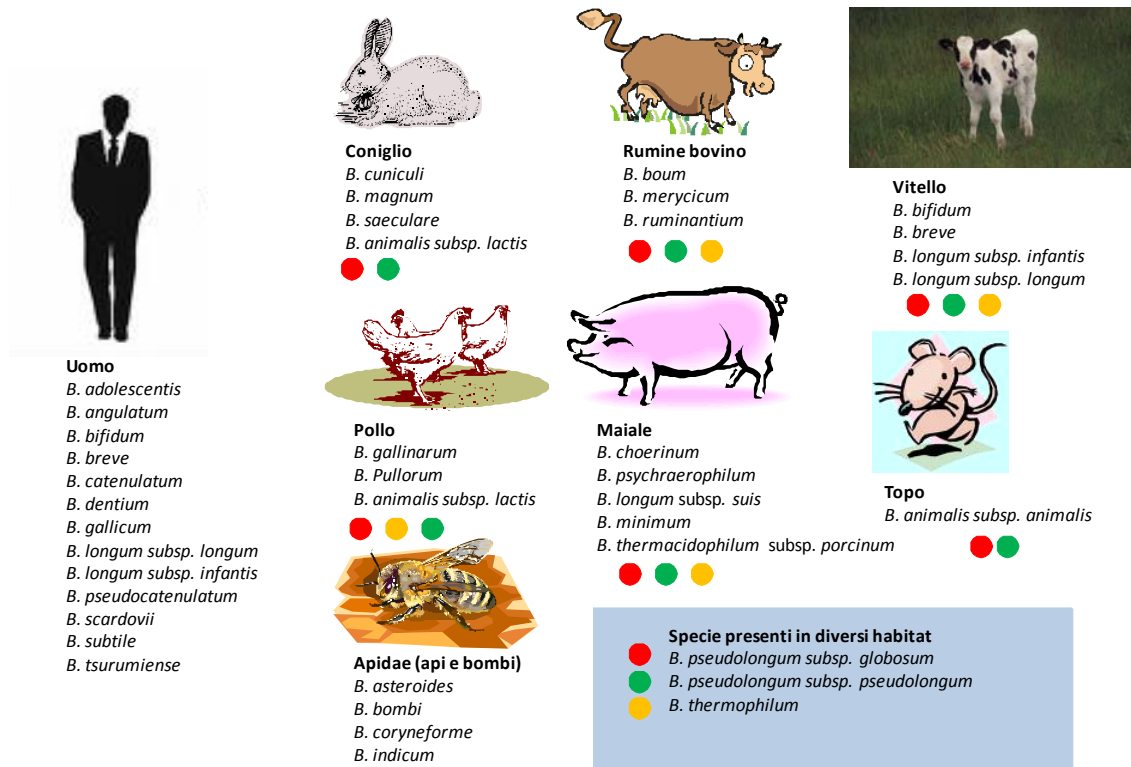 Uomo
B. adolescentis
B. angulatum
B. bifidum
B. breve
B. catenulatum
B. dentium
B. gallicum
B. longum subsp. longum
B. longum subsp. infantis
B. pseudocatenulatum
B. scardovii
B. subtile
B. tsurumiense
Coniglio
B. cuniculi
B. magnum
B. saeculare
B. animalis subsp. lactis
Rumine bovino
B. boum
B. merycicum
B. ruminantium
Vitello
B. bifidum
B. breve
B. longum subsp. infantis
B. longum subsp. longum
Pollo
B. gallinarum
B. Pullorum
B. animalis subsp. lactis
Maiale
B. choerinum
B. psychraerophilum
B. longum subsp. suis
B. minimum
B. thermacidophilum subsp. porcinum
Topo
B. animalis subsp. animalis
Apidae (api e bombi)
B. asteroides
B. bombi
B. coryneforme
B. indicum
Specie presenti in diversi habitat
B. pseudolongum subsp. globosum
B. pseudolongum subsp. pseudolongum
B. thermophilum